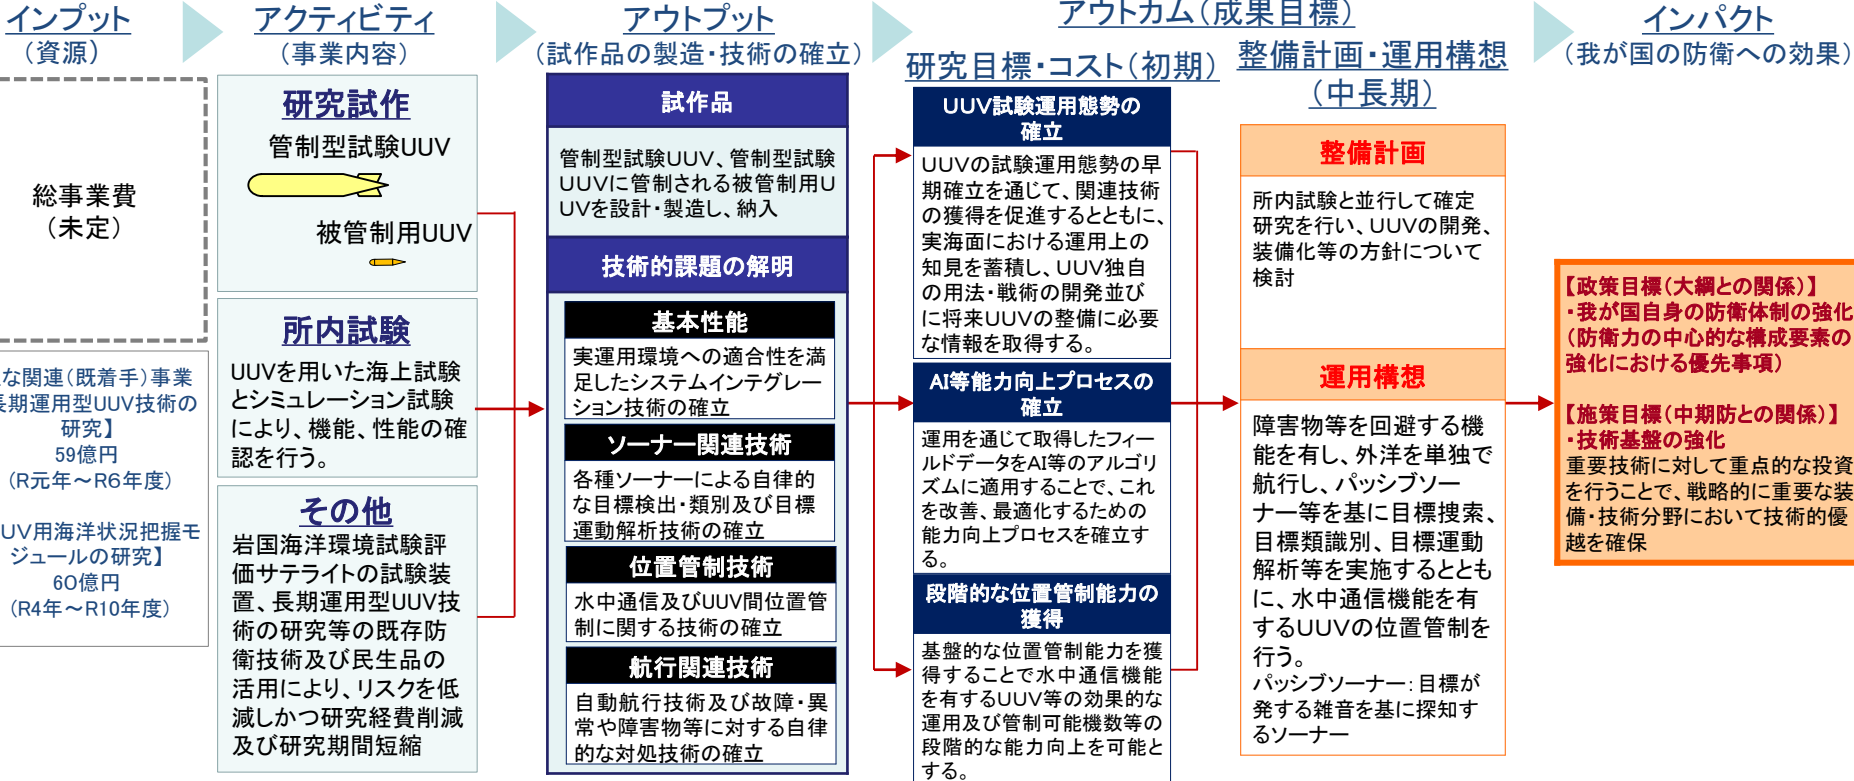 インプット
(資源)
アクティビティ
(事業内容)
アウトプット
(試作品の製造・技術の確立)
アウトカム(成果目標)
研究目標・コスト(初期)
整備計画・運用構想
(中長期)
インパクト
(我が国の防衛への効果)
総事業費
(未定)
な関連(既着手)事業
長期運用型UUV技術の
研究】
59億円
(R元年～R6年度)
UV用海洋状況把握モ
ジュールの研究】
60億円
(R4年～R10年度)
研究試作
管制型試験UUV
被管制用UUV
所内試験
UUVを用いた海上試験
とシミュレーション試験
により、機能、性能の確
認を行う。
その他
岩国海洋環境試験評
価サテライトの試験装
置、長期運用型UUV技
術の研究等の既存防
衛技術及び民生品の
活用により、リスクを低
減しかつ研究経費削減
及び研究期間短縮
試作品
管制型試験UUV、管制型試験
UUVに管制される被管制用U
UVを設計・製造し、納入
技術的課題の解明
基本性能
実運用環境への適合性を満
足したシステムインテグレー
ション技術の確立
ソーナー関連技術
各種ソーナーによる自律的
な目標検出・類別及び目標
運動解析技術の確立
位置管制技術
水中通信及びUUV間位置管
制に関する技術の確立
航行関連技術
自動航行技術及び故障・異
常や障害物等に対する自律
的な対処技術の確立
UUV試験運用態勢の
確立
UUVの試験運用態勢の早
期確立を通じて、関連技術
の獲得を促進するとともに、
実海面における運用上の
知見を蓄積し、UUV独自
の用法・戦術の開発並び
に将来UUVの整備に必要
な情報を取得する。
AI等能力向上プロセスの
確立
運用を通じて取得したフィー
ルドデータをAI等のアルゴリ
ズムに適用することで、これ
を改善、最適化するための
能力向上プロセスを確立す
る。
段階的な位置管制能力の
獲得
基盤的な位置管制能力を獲
得することで水中通信機能
を有するUUV等の効果的な
運用及び管制可能機数等の
段階的な能力向上を可能と
する。
整備計画
所内試験と並行して確定
研究を行い、UUVの開発、
装備化等の方針について
検討
運用構想
障害物等を回避する機
能を有し、外洋を単独で
航行し、パッシブソー
ナー等を基に目標捜索、
目標類識別、目標運動
解析等を実施するととも
に、水中通信機能を有
するUUVの位置管制を
行う。
パッシブソーナー：目標が
発する雑音を基に探知す
るソーナー
【政策目標(大綱との関係)】
・我が国自身の防衛体制の強化
(防衛力の中心的な構成要素の
強化における優先事項)
【施策目標(中期防との関係)】
・技術基盤の強化
重要技術に対して重点的な投資
を行うことで、戦略的に重要な装
備・技術分野において技術的優
越を確保